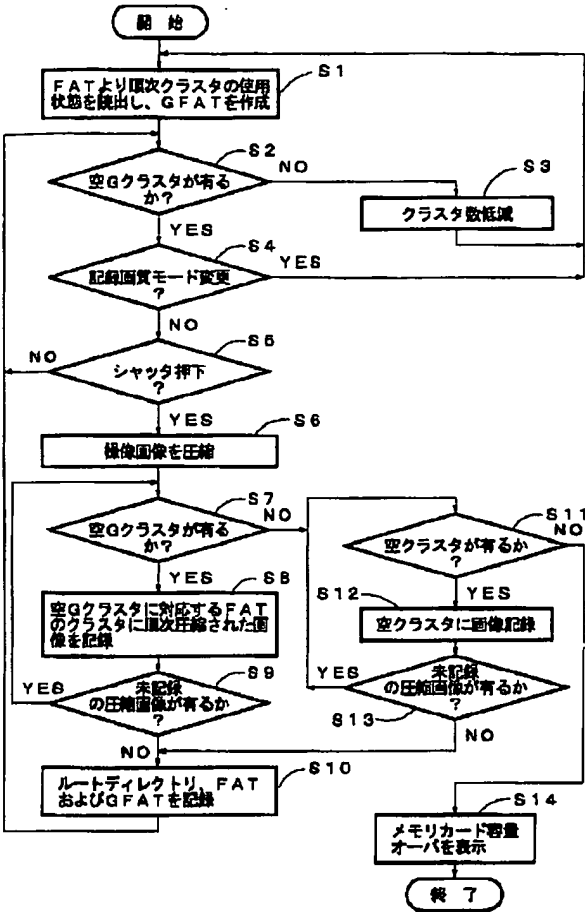 開 始
S1
FATより順次クラスタの使用
状態を読出し、GFATを作成
S2
空Gクラスタが有る
か?
NO
YES
S3
クラスタ数低減
S4
記録画質モード変更
?
YES
NO
S5
シャッタ押下
?
NO
YES
S6
撮像画像を圧縮
S7
空Gクラスタが有る
か?
NO
YES
S8
空Gクラスタに対応するFAT
のクラスタに順次圧縮された画
像を記録
S9
未記録
の圧縮画像が有るか
?
YES
NO
S10
ルートディレクトリ、FAT
およびGFATを記録
S11
空クラスタが有るか
?
NO
YES
S12
空クラスタに画像記録
未記録
の圧縮画像が有るか
?
YES
S13
NO
S14
メモリカード容量
オーバを表示
終 了